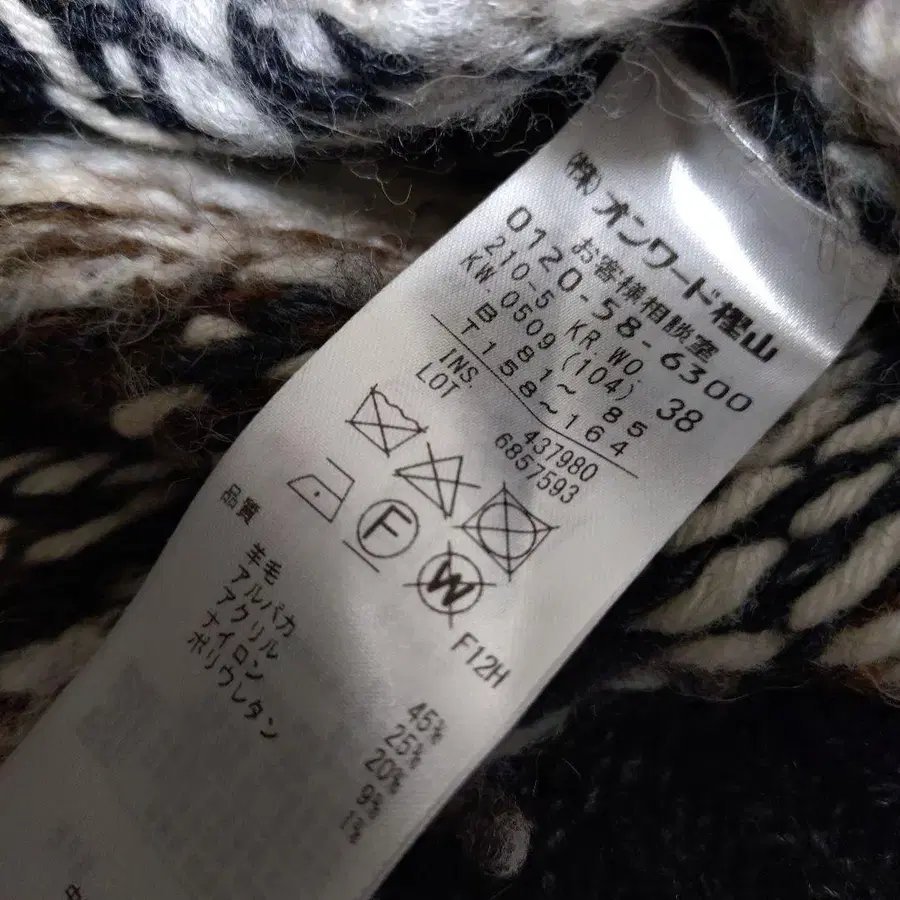 (株)オンワード樫山
お客様相談室
0120-58-6300
210-5 KR.WO 38
KW.0509 (104)
B 81～ 85
T 158～164
INS. 437980
LOT 6857593
F
W
F12H
品質
羊毛 45%
アルパカ 25%
アクリル 20%
ナイロン 9%
ポリウレタン 1%